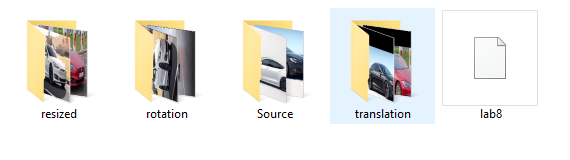 resized
rotation
Source
translation
lab8